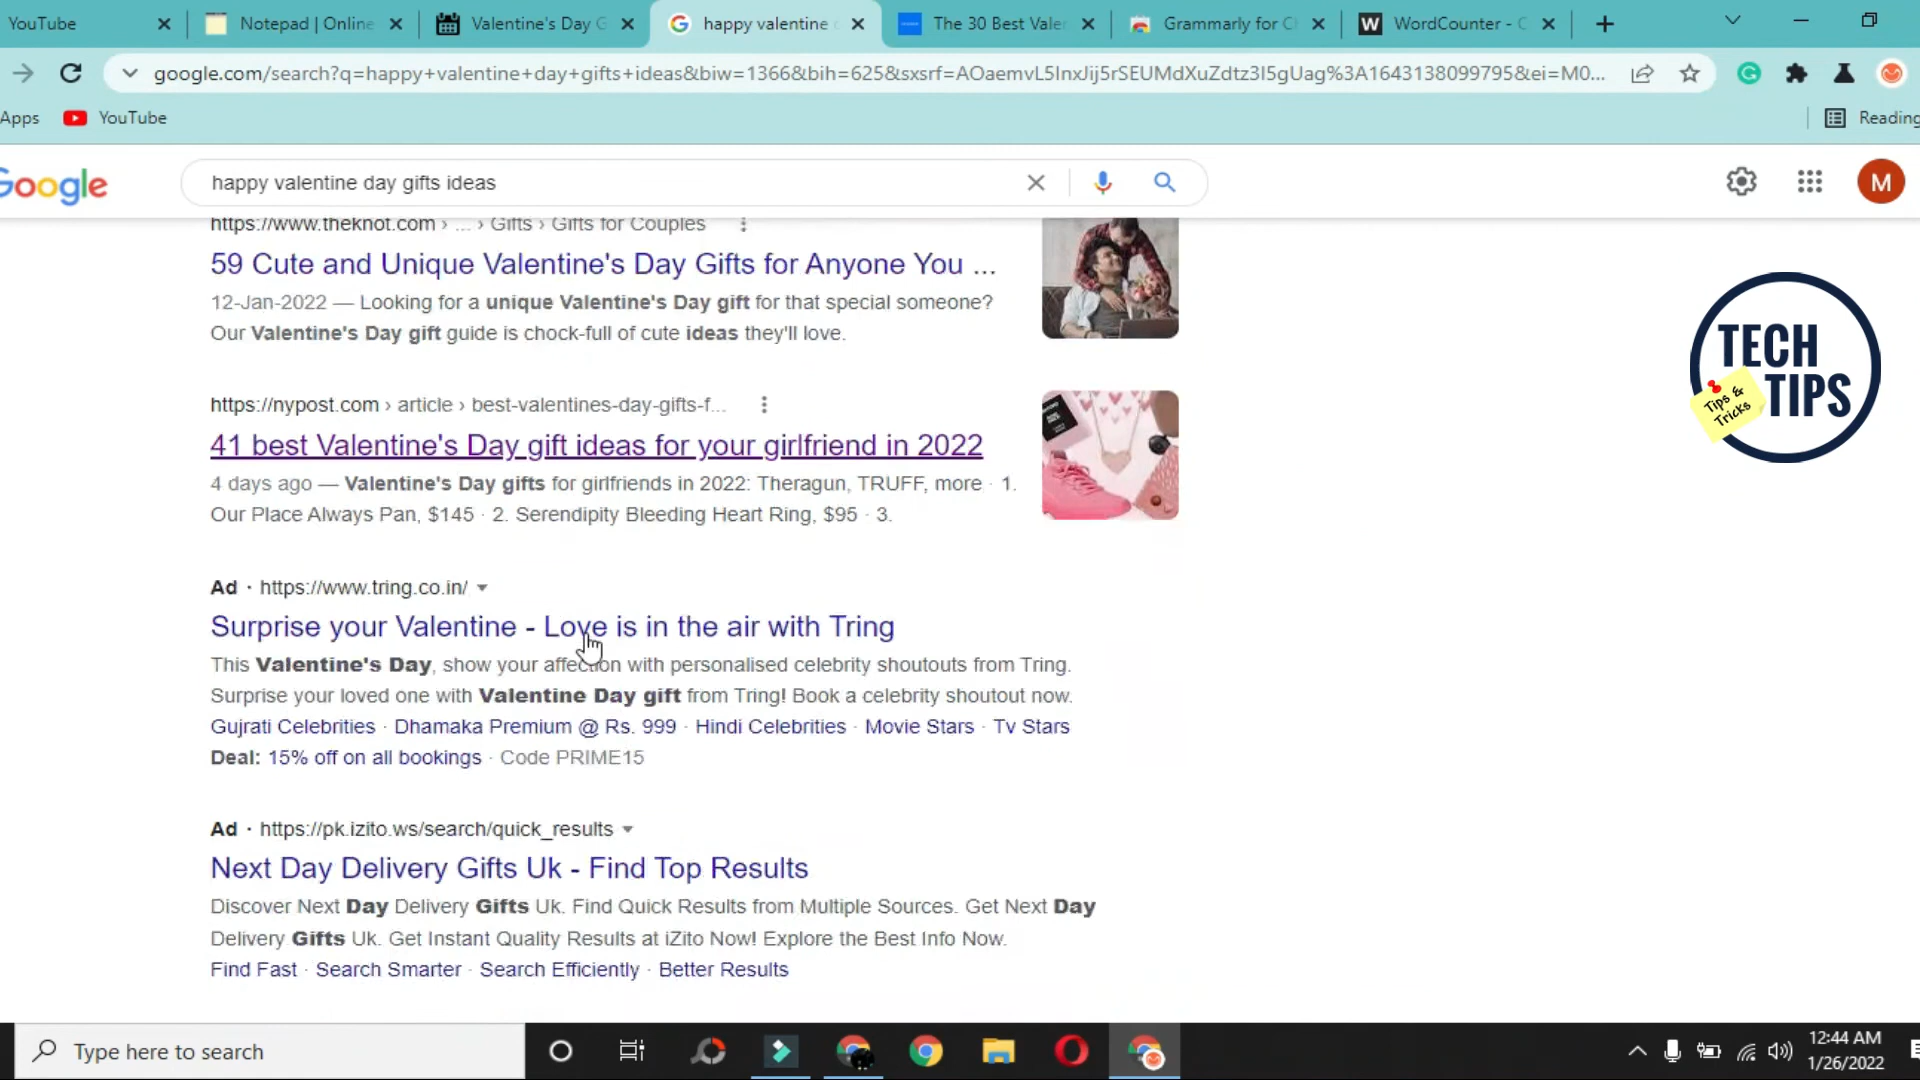 YouTube
Notepad | Online
Valentine's Day G
happy valentine d
The 30 Best Valen
Grammarly for C
WordCounter - C
google.com/search?q=happy+valentine+day+gifts+ideas&biw=1366&bih=625&sxsrf=AOaemvL5InxJij5rSEUMdXuZdtz3I5gUag%3A1643138099795&ei=M0...
Apps
YouTube
Reading
Google
happy valentine day gifts ideas
M
https://www.theknot.com › ... › Gifts › Gifts for Couples
59 Cute and Unique Valentine's Day Gifts for Anyone You ...
12-Jan-2022 — Looking for a unique Valentine's Day gift for that special someone?
Our Valentine's Day gift guide is chock-full of cute ideas they'll love.
TECH
TIPS
Tips &
Tricks
https://nypost.com › article › best-valentines-day-gifts-f...
41 best Valentine's Day gift ideas for your girlfriend in 2022
4 days ago — Valentine's Day gifts for girlfriends in 2022: Theragun, TRUFF, more · 1.
Our Place Always Pan, $145 · 2. Serendipity Bleeding Heart Ring, $95 · 3.
Ad · https://www.tring.co.in/
Surprise your Valentine - Love is in the air with Tring
This Valentine's Day, show your affection with personalised celebrity shoutouts from Tring.
Surprise your loved one with Valentine Day gift from Tring! Book a celebrity shoutout now.
Gujrati Celebrities · Dhamaka Premium @ Rs. 999 · Hindi Celebrities · Movie Stars · Tv Stars
Deal: 15% off on all bookings · Code PRIME15
Ad · https://pk.izito.ws/search/quick_results
Next Day Delivery Gifts Uk - Find Top Results
Discover Next Day Delivery Gifts Uk. Find Quick Results from Multiple Sources. Get Next Day
Delivery Gifts Uk. Get Instant Quality Results at iZito Now! Explore the Best Info Now.
Find Fast · Search Smarter · Search Efficiently · Better Results
Type here to search
12:44 AM
1/26/2022